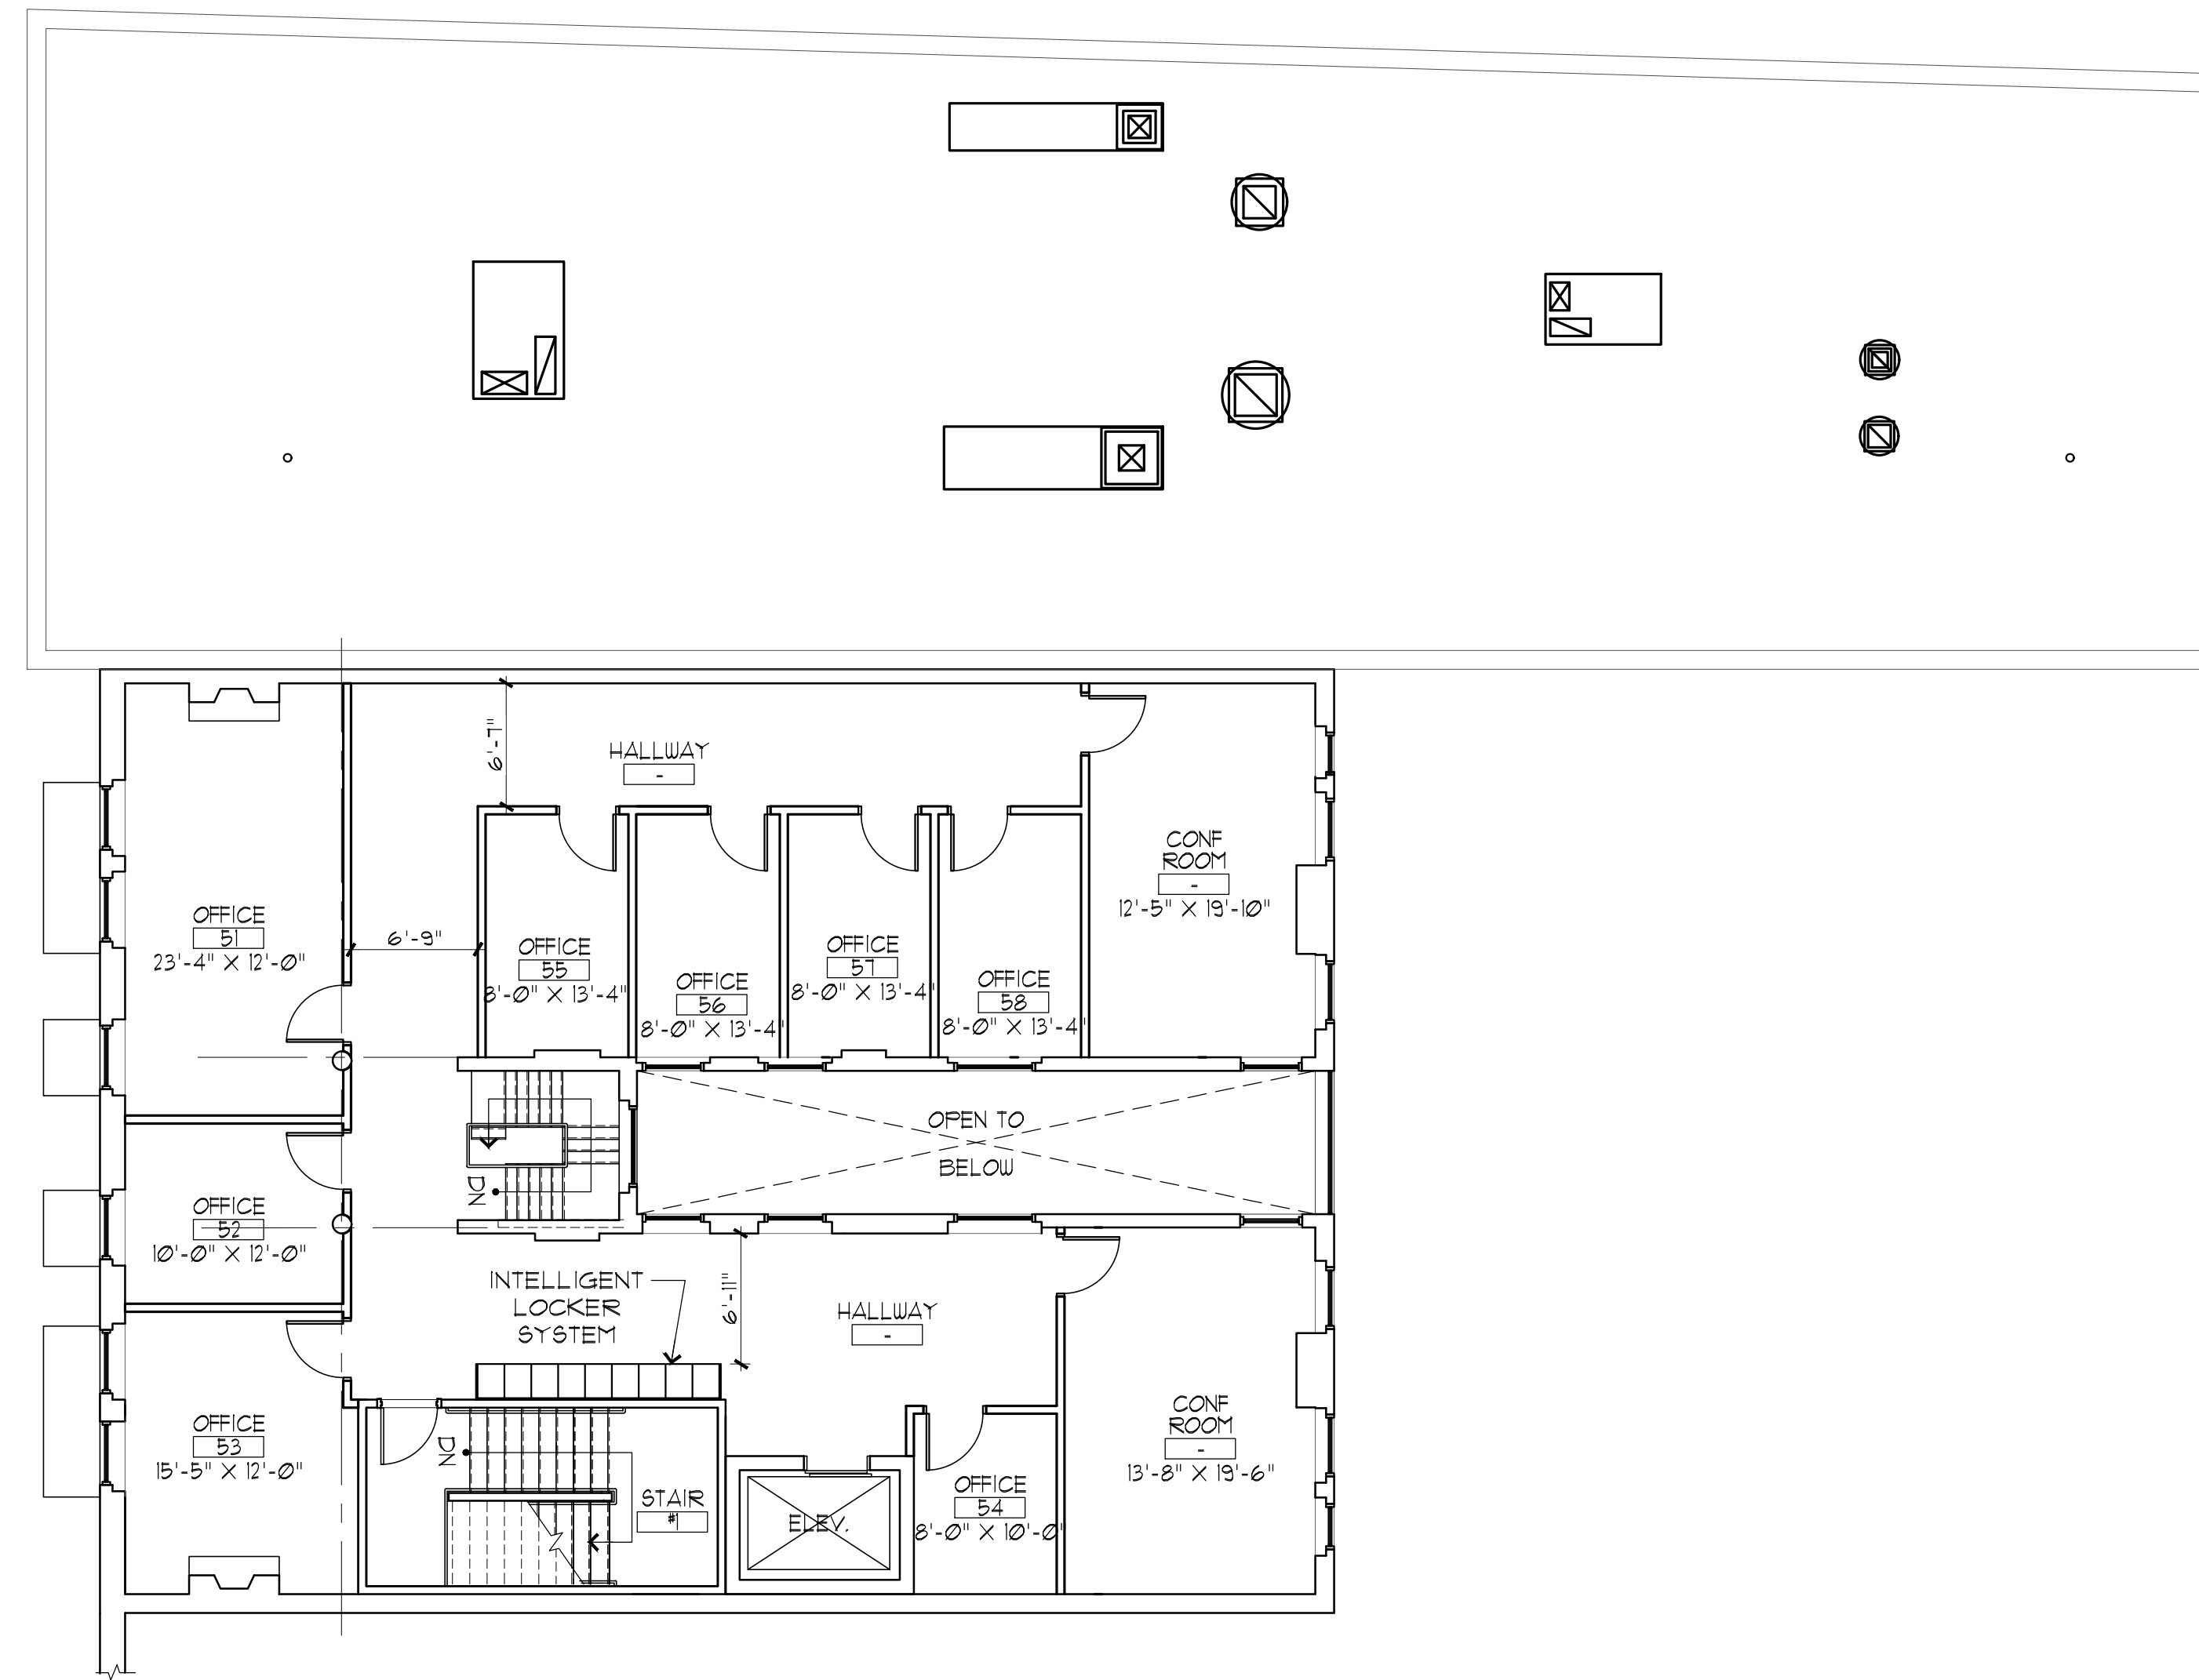 6'-7"
HALLWAY
-
CONF
ROOM
-
12'-5" X 19'-10"
OFFICE
51
23'-4" X 12'-0"
6'-9"
OFFICE
55
8'-0" X 13'-4"
OFFICE
56
8'-0" X 13'-4"
OFFICE
57
8'-0" X 13'-4"
OFFICE
58
8'-0" X 13'-4"
OPEN TO
BELOW
DN
OFFICE
52
10'-0" X 12'-0"
INTELLIGENT
LOCKER
SYSTEM
6'-11"
HALLWAY
-
CONF
ROOM
-
13'-8" X 19'-6"
OFFICE
53
15'-5" X 12'-0"
DN
STAIR
#1
ELEV.
OFFICE
54
8'-0" X 10'-0"